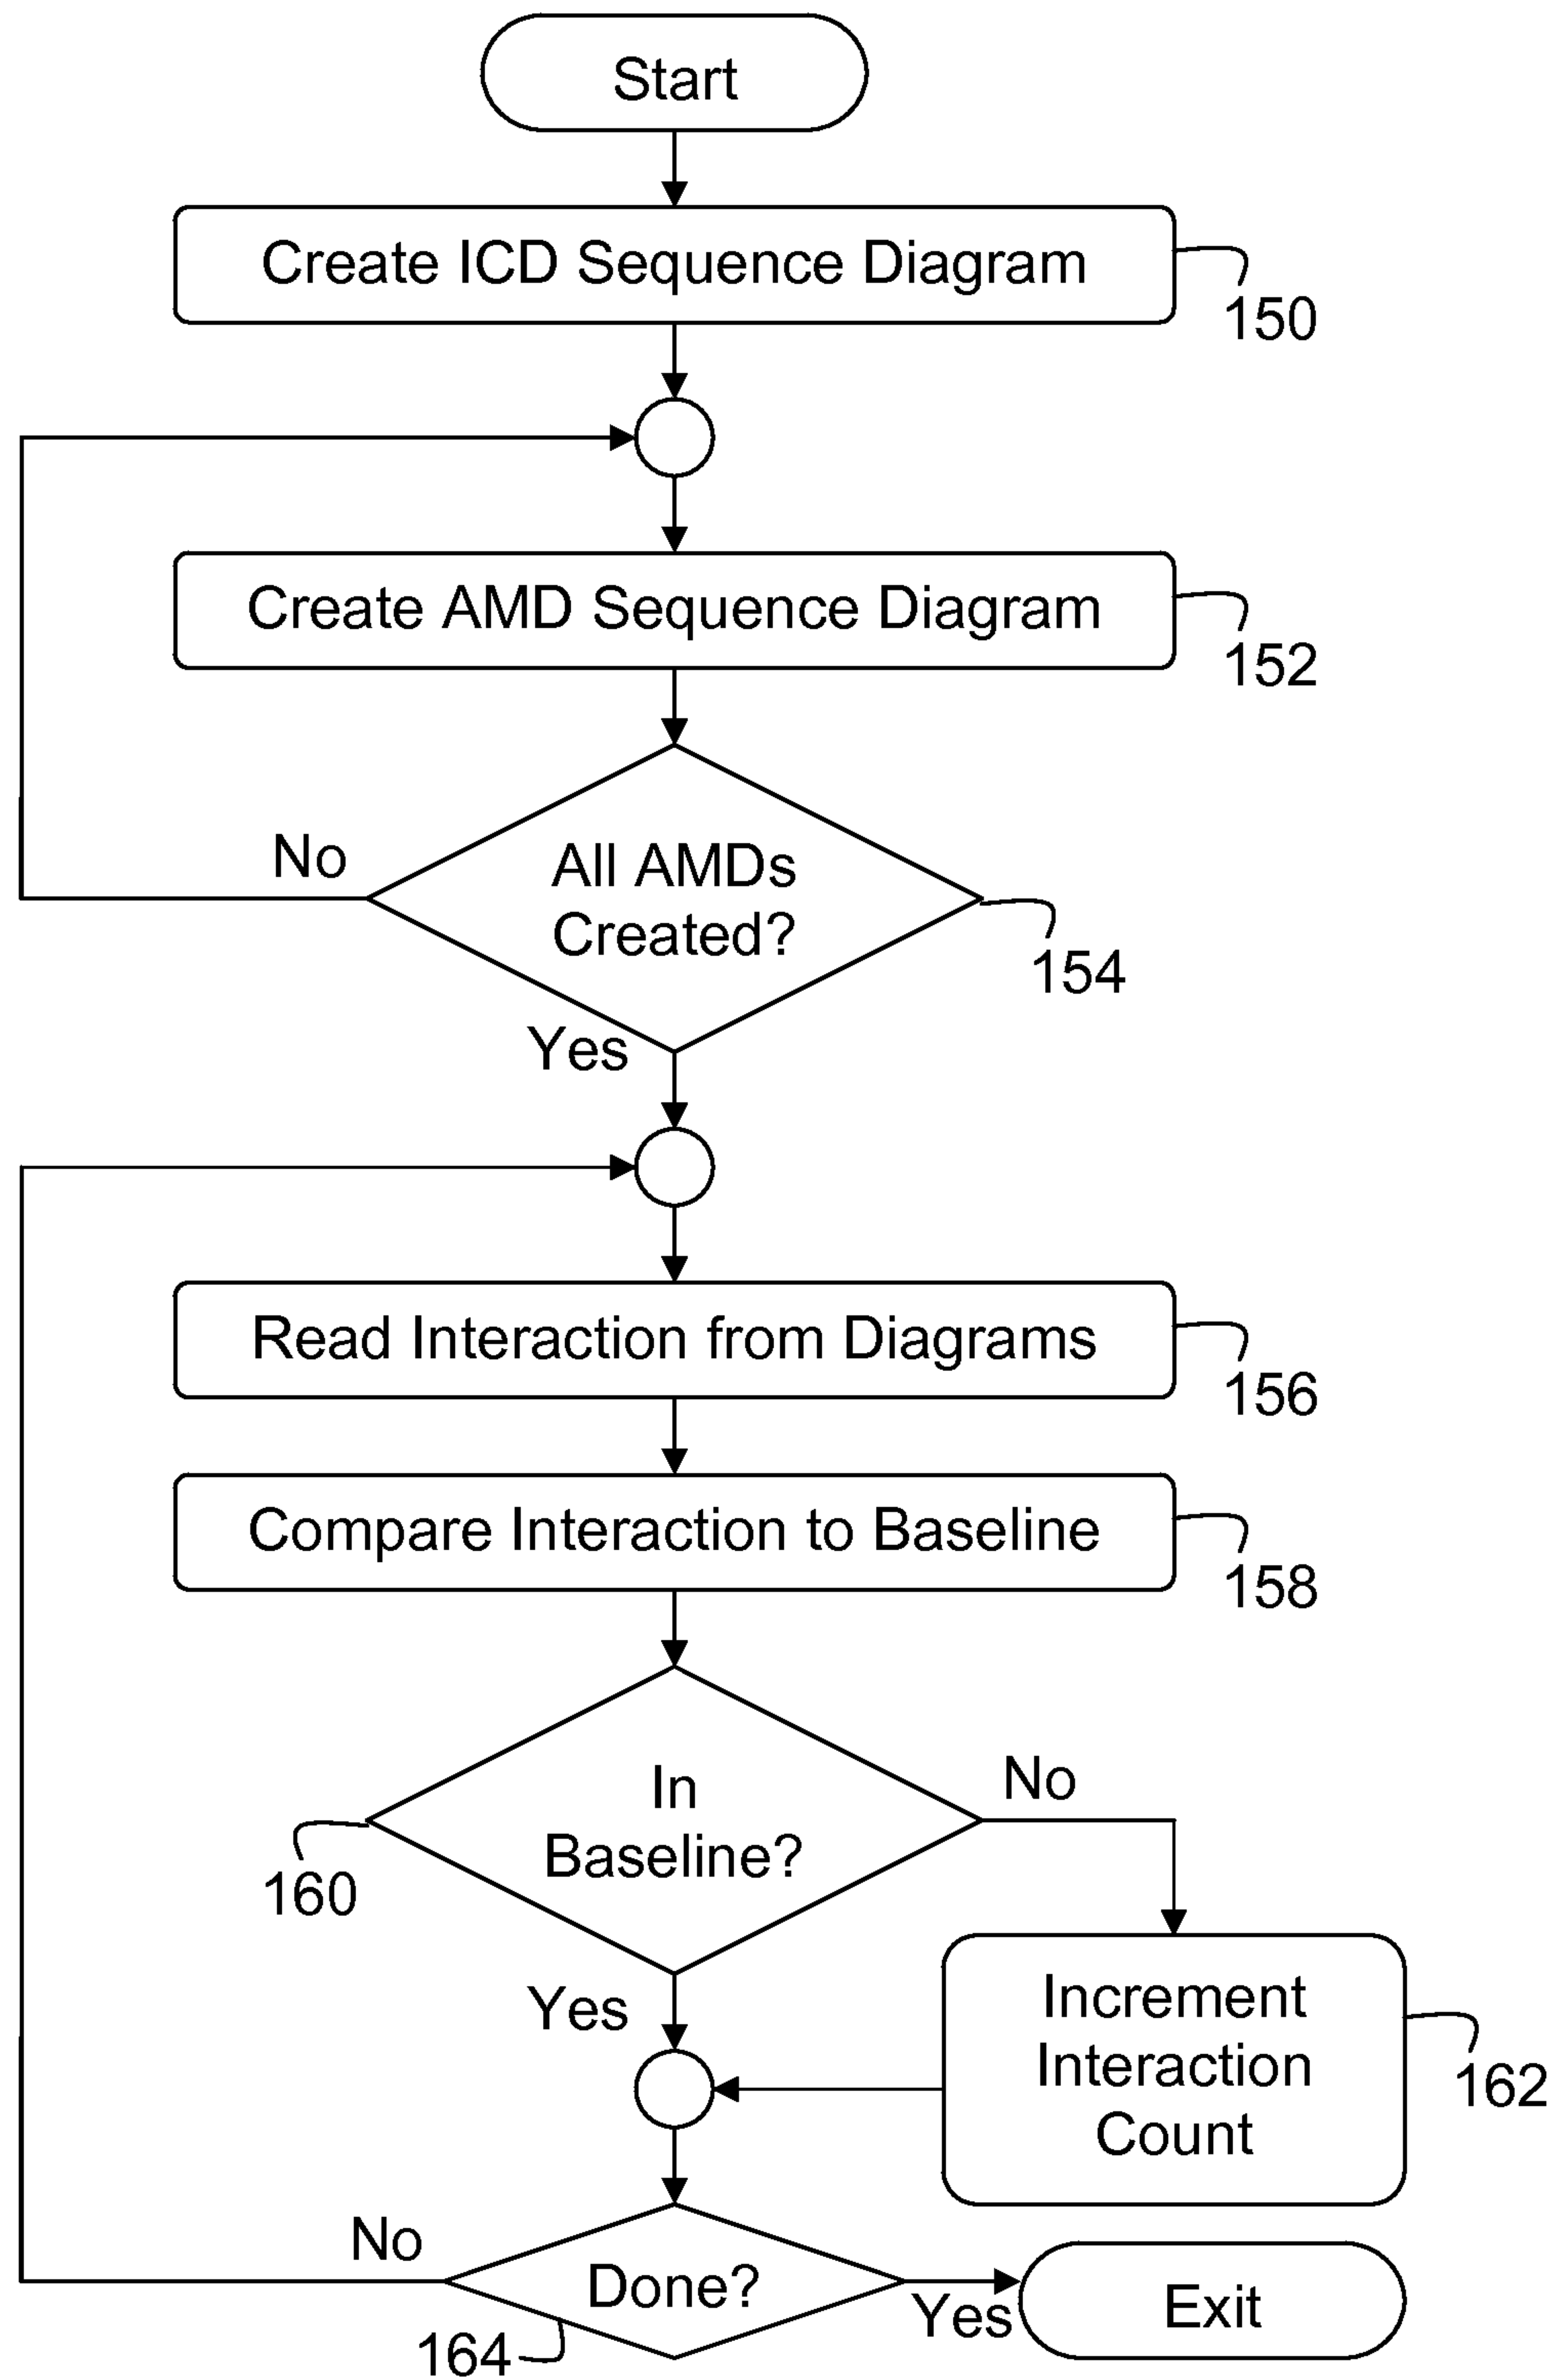 Start
Create ICD Sequence Diagram
150
Create AMD Sequence Diagram
152
No
All AMDs
Created?
154
Yes
Read Interaction from Diagrams
156
Compare Interaction to Baseline
158
In
Baseline?
No
160
Yes
Increment
Interaction
Count
162
No
Done?
Yes
Exit
164